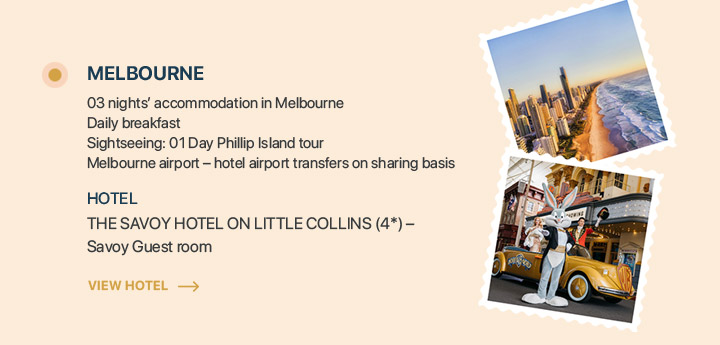 MELBOURNE
03 nights’ accommodation in Melbourne
Daily breakfast
Sightseeing: 01 Day Phillip Island tour
Melbourne airport – hotel airport transfers on sharing basis
HOTEL
THE SAVOY HOTEL ON LITTLE COLLINS (4*) –
Savoy Guest room
VIEW HOTEL